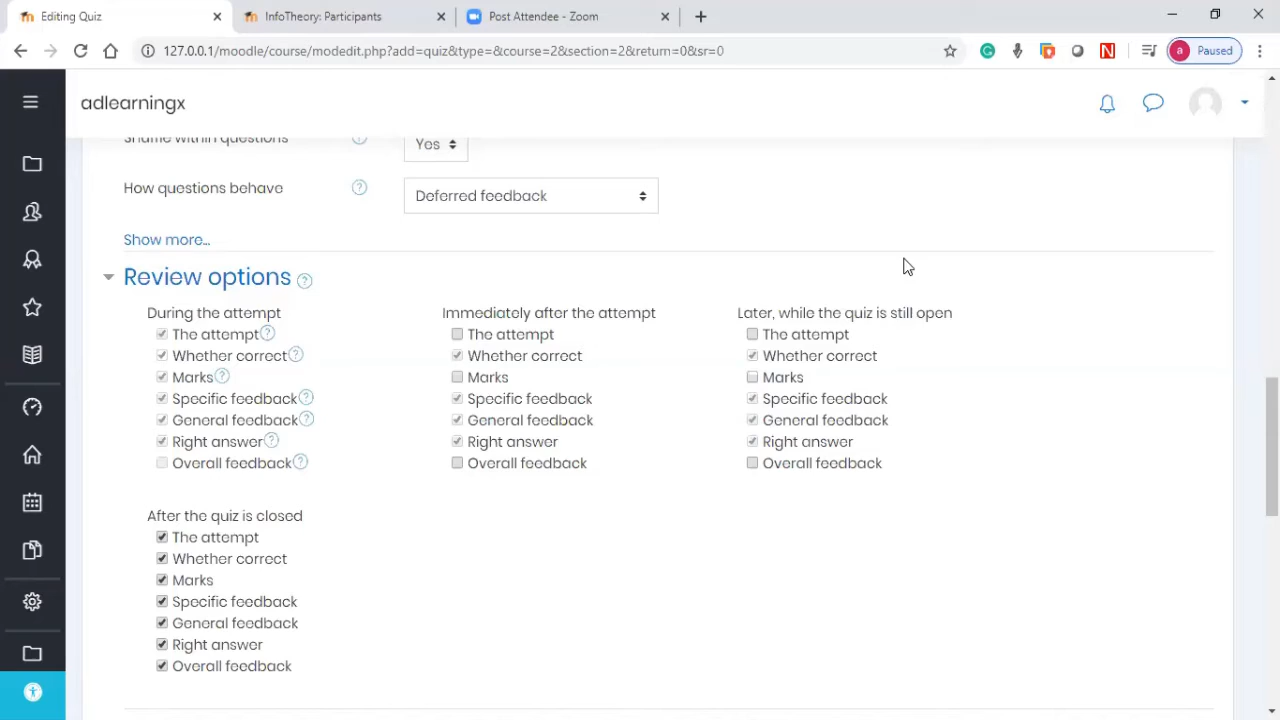 Editing Quiz
InfoTheory: Participants
Post Attendee - Zoom
127.0.0.1/moodle/course/modedit.php?add=quiz&type=&course=2&section=2&return=0&sr=0
N
a Paused
adlearningx
Shuffle within questions
Yes
How questions behave
Deferred feedback
Show more...
Review options
During the attempt
The attempt
Whether correct
Marks
Specific feedback
General feedback
Right answer
Overall feedback
Immediately after the attempt
The attempt
Whether correct
Marks
Specific feedback
General feedback
Right answer
Overall feedback
Later, while the quiz is still open
The attempt
Whether correct
Marks
Specific feedback
General feedback
Right answer
Overall feedback
After the quiz is closed
The attempt
Whether correct
Marks
Specific feedback
General feedback
Right answer
Overall feedback